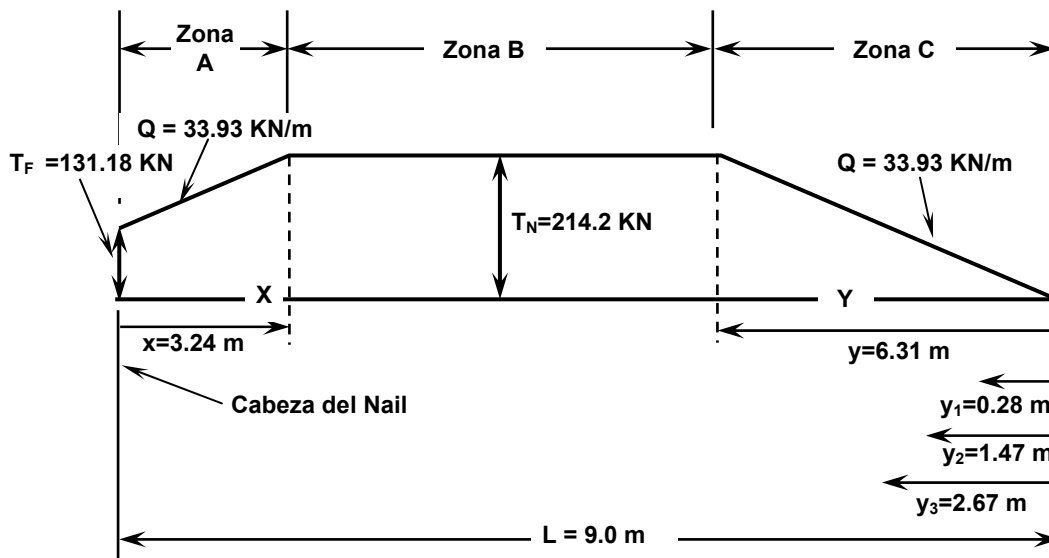 Zona
A
Zona B
Zona C
Q = 33.93 KN/m
T_F =131.18 KN
Q = 33.93 KN/m
T_N=214.2 KN
X
Y
x=3.24 m
y=6.31 m
Cabeza del Nail
y₁=0.28 m
y₂=1.47 m
y₃=2.67 m
L = 9.0 m